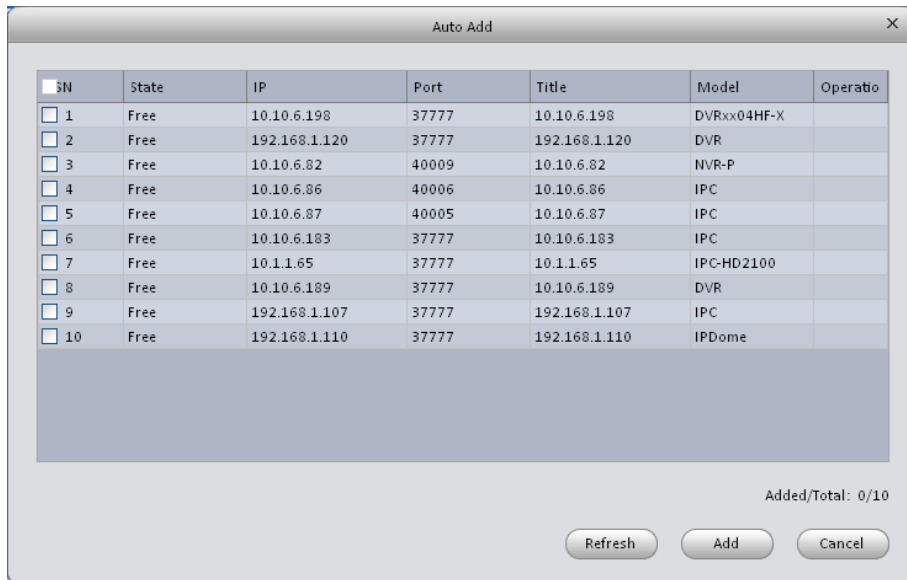 Auto Add
SN State IP Port Title Model Operatio
1 Free 10.10.6.198 37777 10.10.6.198 DVRxx04HF-X
2 Free 192.168.1.120 37777 192.168.1.120 DVR
3 Free 10.10.6.82 40009 10.10.6.82 NVR-P
4 Free 10.10.6.86 40006 10.10.6.86 IPC
5 Free 10.10.6.87 40005 10.10.6.87 IPC
6 Free 10.10.6.183 37777 10.10.6.183 IPC
7 Free 10.1.1.65 37777 10.1.1.65 IPC-HD2100
8 Free 10.10.6.189 37777 10.10.6.189 DVR
9 Free 192.168.1.107 37777 192.168.1.107 IPC
10 Free 192.168.1.110 37777 192.168.1.110 IPDome
Added/Total: 0/10
Refresh Add Cancel